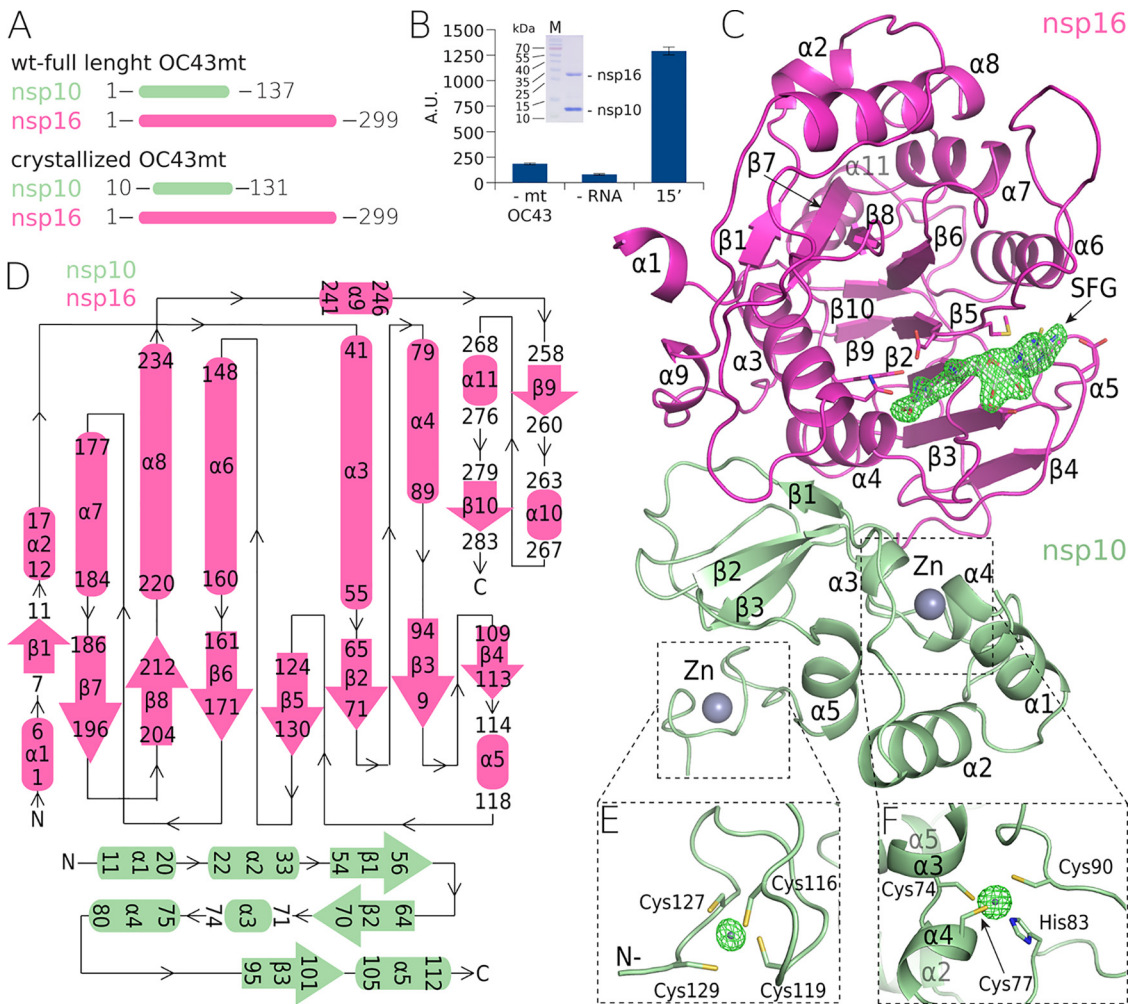 A
wt-full lenght OC43mt
nsp10 1 -137
nsp16 1 -299
crystallized OC43mt
nsp10 10 -131
nsp16 1 -299
B
kDa M
70
55
40
35
25
15
10
- nsp16
- nsp10
A.U.
1500
1250
1000
750
500
250
0
- mt
OC43
- RNA
15’
C
nsp16
α2
α8
β7
α11
α7
β1
β8
β6
α6
α1
β10
β5
SFG
α3
β9
β2
α9
α5
β3
α4
β4
β1
nsp10
β2
α3
Zn
α4
β3
Zn
α5
α1
α2
D
nsp10
nsp16
241 α9 246
234 α8 220
148 α6 160
41 α3 55
79 α4 89
268 α11 276
258 β9 260
177 α7 184
279 β10 283
C
263 α10 267
17
α2
12
11
β1
7
6
α1
1
N
186 β7 196
212 β8 204
161 β6 171
124 β5 130
65 β2 71
94 β3 9
109
β4
113
114
α5
118
N 11 α1 20 22 α2 33 54 β1 56
80 α4 75 74 α3 71 70 β2 64
95 β3 101 105 α5 112 C
E
Cys127
Cys116
N-
Cys129
Cys119
F
α5
α3
Cys90
Cys74
α4
His83
α2
Cys77